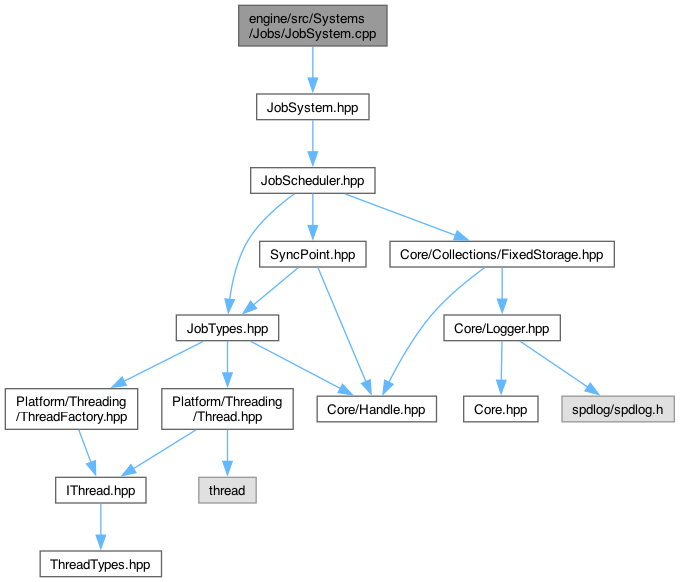 engine/src/Systems
/Jobs/JobSystem.cpp
JobSystem.hpp
JobScheduler.hpp
SyncPoint.hpp
Core/Collections/FixedStorage.hpp
JobTypes.hpp
Core/Logger.hpp
Platform/Threading
/ThreadFactory.hpp
Platform/Threading
/Thread.hpp
Core/Handle.hpp
Core.hpp
spdlog/spdlog.h
IThread.hpp
thread
ThreadTypes.hpp